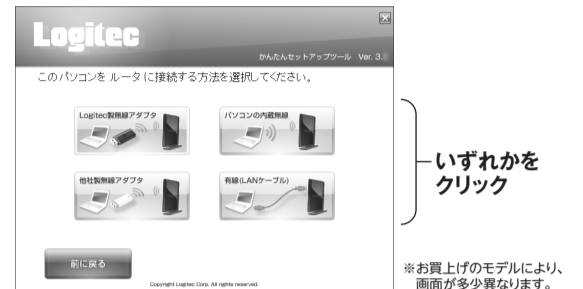 Logitec
かんたんセットアップツール Ver. 3.
このパソコンを ルータ に接続する方法を選択してください。
Logitec製無線アダプタ
パソコンの内蔵無線
他社製無線アダプタ
有線(LANケーブル)
いずれかを
クリック
前に戻る
Copyright Logitec Corp. All rights reserved.
※お買上げのモデルにより、
画面が多少異なります。